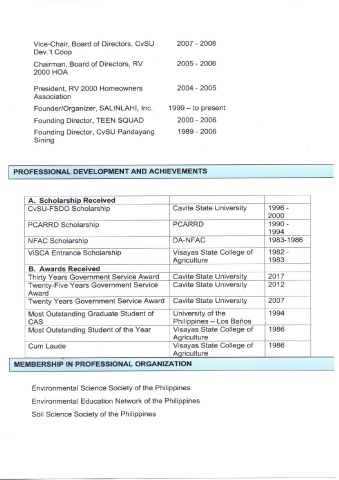 Vice-Chair, Board of Directors, CvSU 2007 - 2008
Dev.'t Coop
Chairman, Board of Directors, RV 2005 - 2006
2000 HOA
President, RV 2000 Homeowners 2004 - 2005
Association
Founder/Organizer, SALINLAHI, Inc. 1999 – to present
Founding Director, TEEN SQUAD 2000 - 2006
Founding Director, CvSU Pandayang 1989 - 2006
Sining
PROFESSIONAL DEVELOPMENT AND ACHIEVEMENTS
A. Scholarship Received
CvSU-FSDO Scholarship Cavite State University 1996 -
2000
PCARRD Scholarship PCARRD 1990 -
1994
NFAC Scholarship DA-NFAC 1983-1986
ViSCA Entrance Scholarship Visayas State College of 1982 -
Agriculture 1983
B. Awards Received
Thirty Years Government Service Award Cavite State University 2017
Twenty-Five Years Government Service Cavite State University 2012
Award
Twenty Years Government Service Award Cavite State University 2007
Most Outstanding Graduate Student of University of the 1994
CAS Philippines – Los Baños
Most Outstanding Student of the Year Visayas State College of 1986
Agriculture
Cum Laude Visayas State College of 1986
Agriculture
MEMBERSHIP IN PROFESSIONAL ORGANIZATION
Environmental Science Society of the Philippines
Environmental Education Network of the Philippines
Soil Science Society of the Philippines